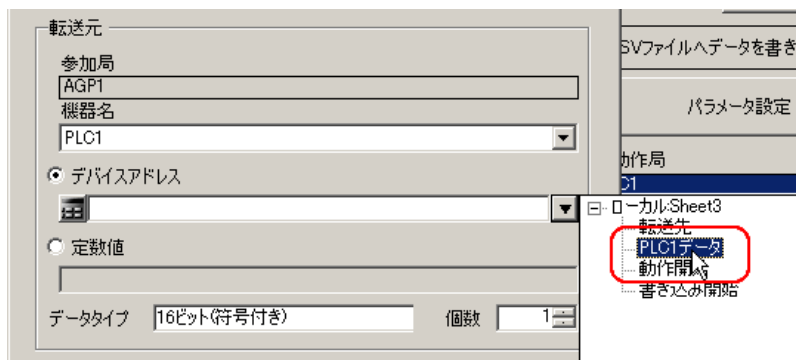 転送元
参加局
AGP1
機器名
PLC1
デバイスアドレス
定数値
データタイプ 16ビット(符号付き) 個数 1
SVファイルへデータを書き
パラメータ設定
動作局
C1
ローカル:Sheet3
転送先
PLC1データ
動作開始
書き込み開始